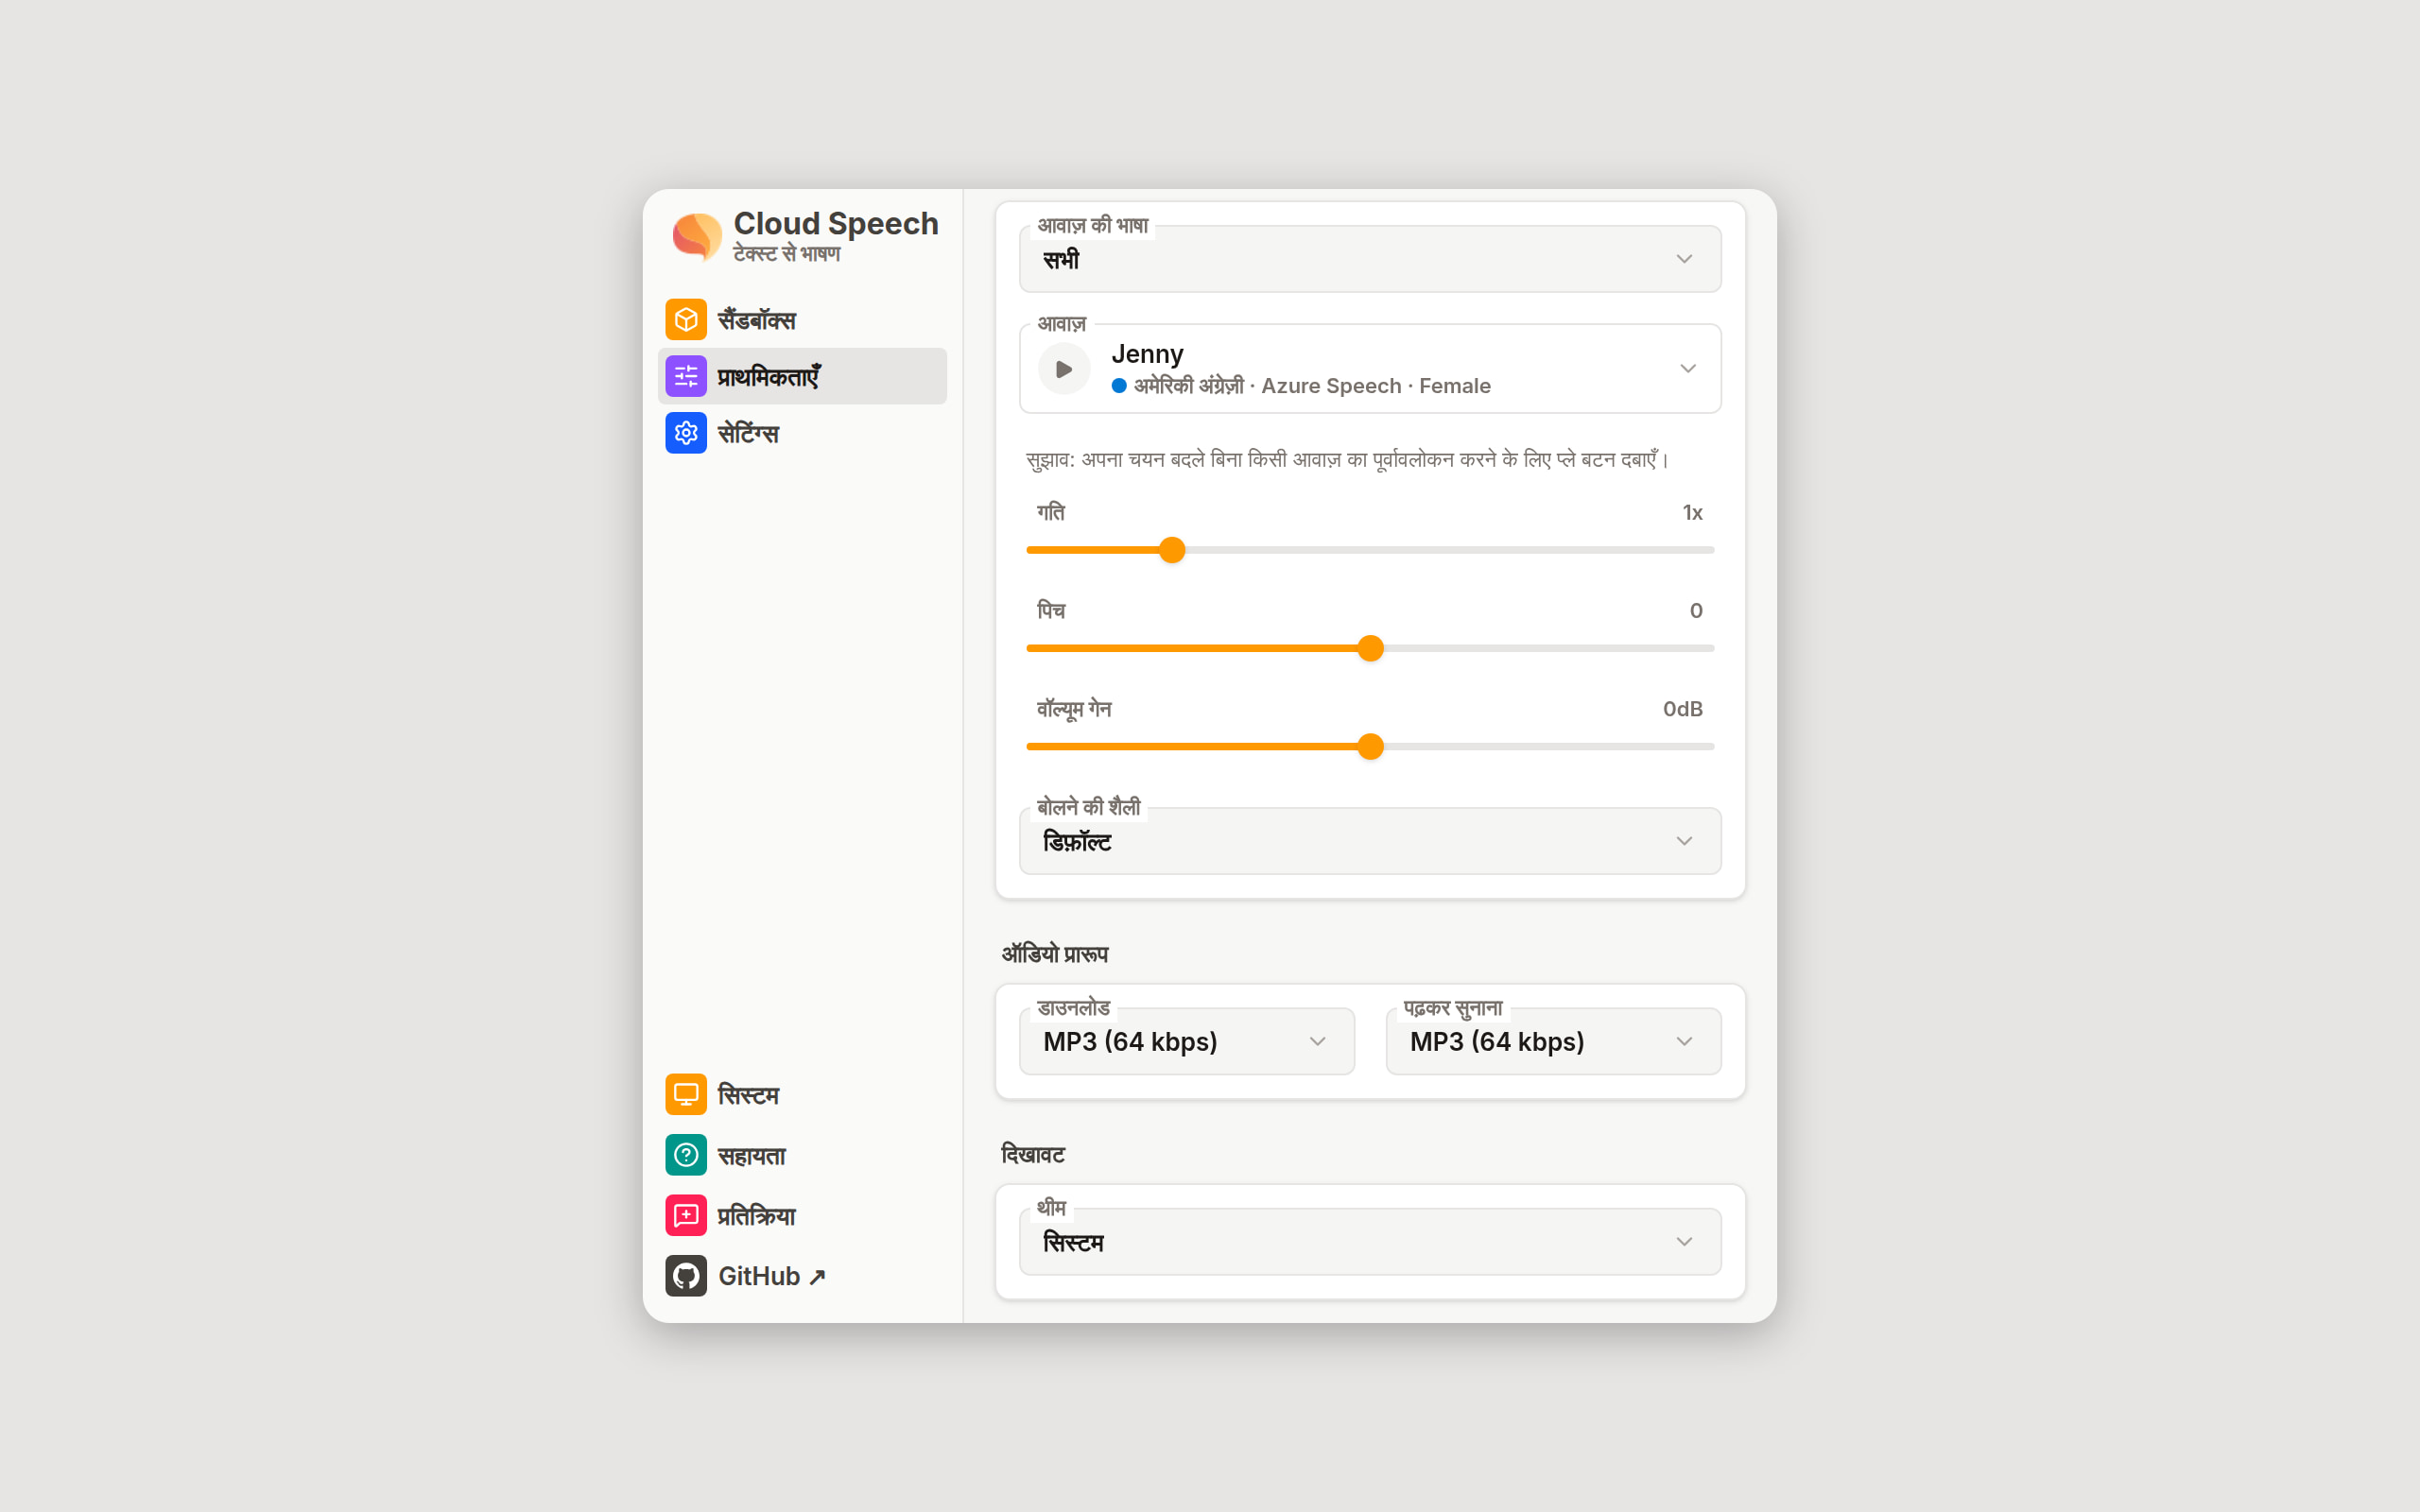 Cloud Speech
टेक्स्ट से भाषण
सैंडबॉक्स
प्राथमिकताएँ
सेटिंग्स
सिस्टम
सहायता
प्रतिक्रिया
GitHub ↗
आवाज़ की भाषा
सभी
आवाज़
Jenny
अमेरिकी अंग्रेज़ी · Azure Speech · Female
सुझाव: अपना चयन बदले बिना किसी आवाज़ का पूर्वावलोकन करने के लिए प्ले बटन दबाएँ।
गति 1x
पिच 0
वॉल्यूम गेन 0dB
बोलने की शैली
डिफ़ॉल्ट
ऑडियो प्रारूप
डाउनलोड
MP3 (64 kbps)
पढ़कर सुनाना
MP3 (64 kbps)
दिखावट
थीम
सिस्टम